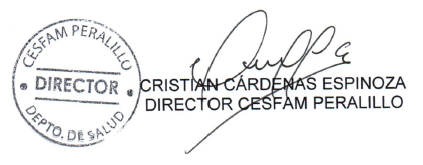 CESFAM PERALILLO
DIRECTOR
DEPTO. DE SALUD
CRISTIAN CÁRDENAS ESPINOZA
DIRECTOR CESFAM PERALILLO